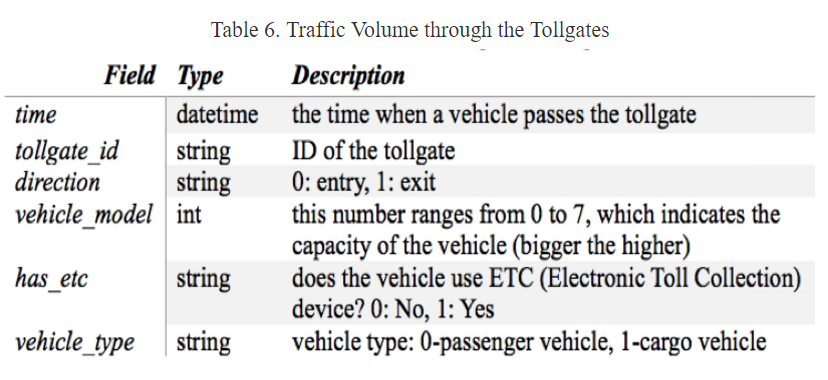 Table 6. Traffic Volume through the Tollgates
Field Type Description
time datetime the time when a vehicle passes the tollgate
tollgate_id string ID of the tollgate
direction string 0: entry, 1: exit
vehicle_model int this number ranges from 0 to 7, which indicates the
capacity of the vehicle (bigger the higher)
has_etc string does the vehicle use ETC (Electronic Toll Collection)
device? 0: No, 1: Yes
vehicle_type string vehicle type: 0-passenger vehicle, 1-cargo vehicle